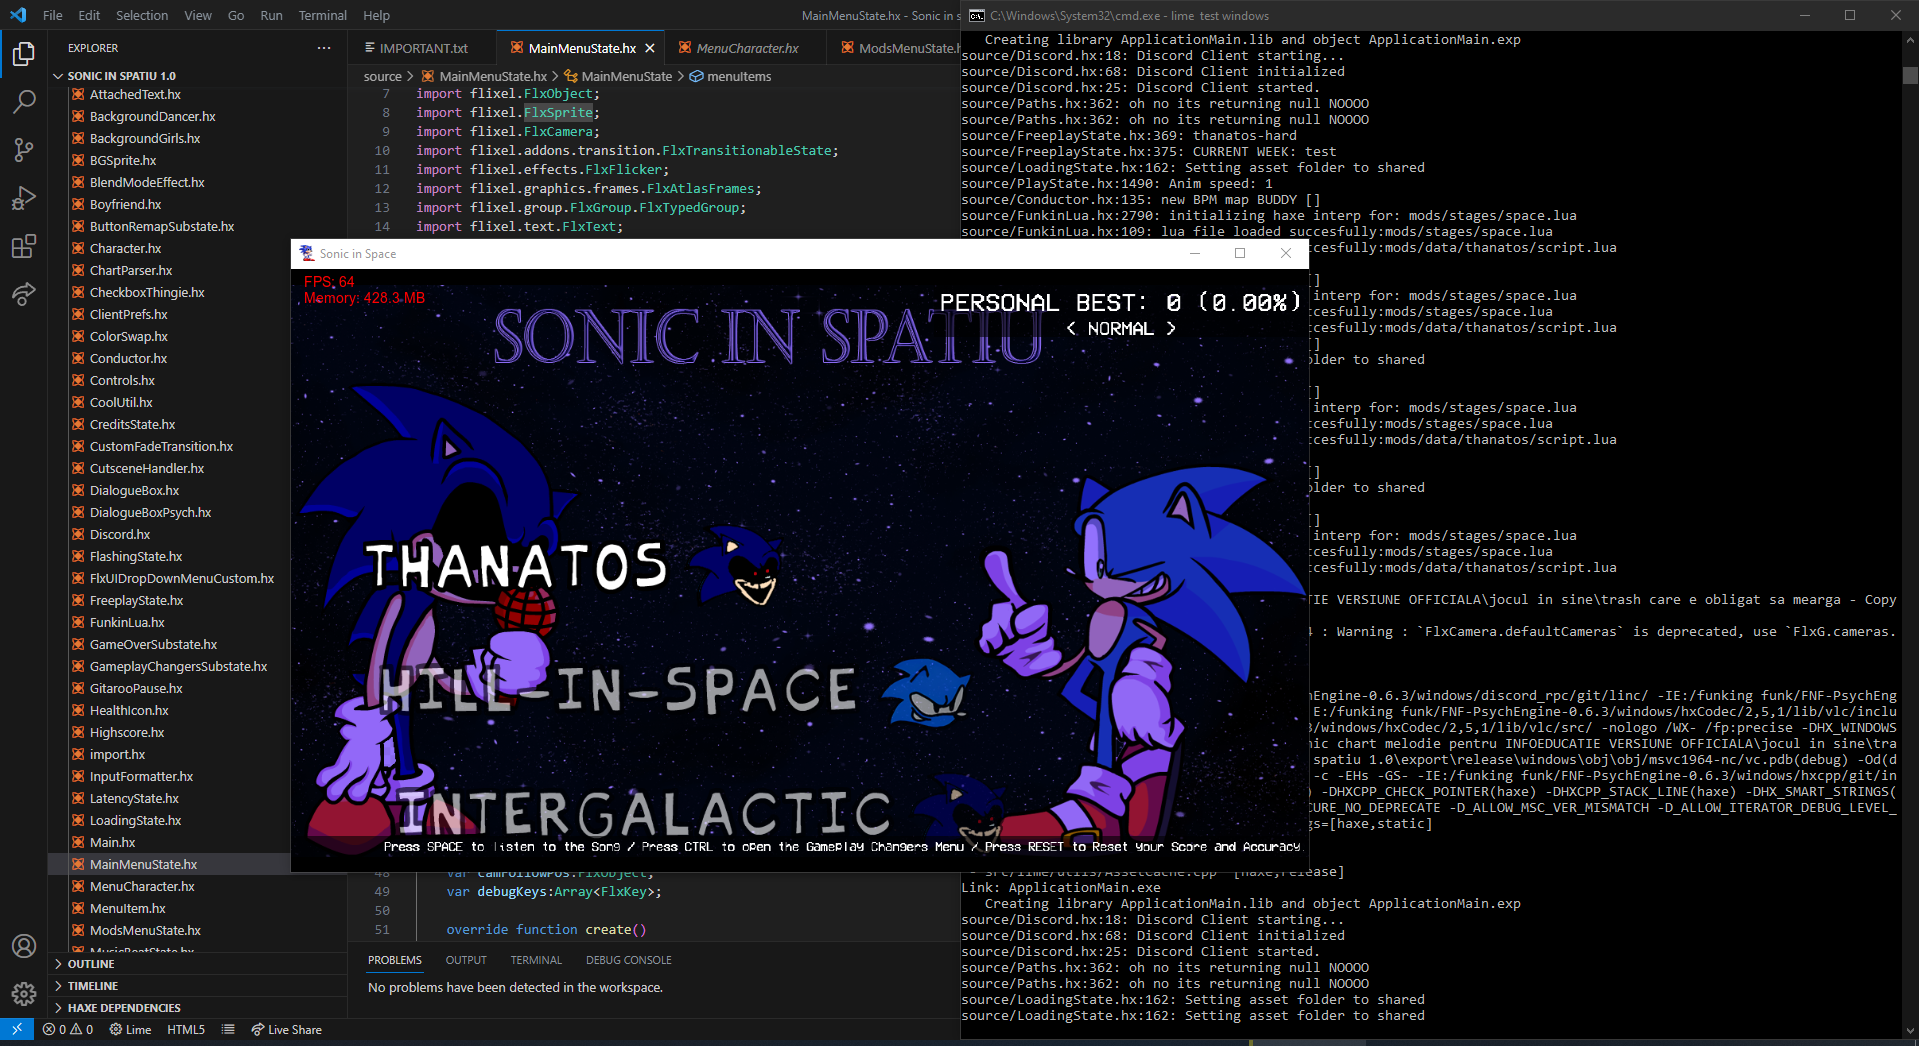 File Edit Selection View Go Run Terminal Help
MainMenuState.hx - Sonic in s
C:\Windows\System32\cmd.exe - lime test windows
EXPLORER
SONIC IN SPATIU 1.0
AttachedText.hx
BackgroundDancer.hx
BackgroundGirls.hx
BGSprite.hx
BlendModeEffect.hx
Boyfriend.hx
ButtonRemapSubstate.hx
Character.hx
ChartParser.hx
CheckboxThingie.hx
ClientPrefs.hx
ColorSwap.hx
Conductor.hx
Controls.hx
CoolUtil.hx
CreditsState.hx
CustomFadeTransition.hx
CutsceneHandler.hx
DialogueBox.hx
DialogueBoxPsych.hx
Discord.hx
FlashingState.hx
FlxUIDropDownMenuCustom.hx
FreeplayState.hx
FunkinLua.hx
GameOverSubstate.hx
GameplayChangersSubstate.hx
GitarooPause.hx
HealthIcon.hx
Highscore.hx
import.hx
InputFormatter.hx
LatencyState.hx
LoadingState.hx
Main.hx
MainMenuState.hx
MenuCharacter.hx
MenuItem.hx
ModsMenuState.hx
MusicBeatState.hx
OUTLINE
TIMELINE
HAXE DEPENDENCIES
0 0 Lime HTML5 Live Share
IMPORTANT.txt MainMenuState.hx MenuCharacter.hx ModsMenuState.h
source > MainMenuState.hx > MainMenuState > menuItems
7 import flixel.FlxObject;
8 import flixel.FlxSprite;
9 import flixel.FlxCamera;
10 import flixel.addons.transition.FlxTransitionableState;
11 import flixel.effects.FlxFlicker;
12 import flixel.graphics.frames.FlxAtlasFrames;
13 import flixel.group.FlxGroup.FlxTypedGroup;
14 import flixel.text.FlxText;
Sonic in Space
FPS: 64
Memory: 428.3 MB
PERSONAL BEST: 0 (0.00%)
< NORMAL >
SONIC IN SPATIU
THANATOS
HILL-IN-SPACE
INTERGALACTIC
Press SPACE to listen to the Song / Press CTRL to open the Gameplay Changers Menu / Press RESET to Reset your Score and Accuracy.
48 var camFollowPos:FlxObject;
49 var debugKeys:Array<FlxKey>;
50
51 override function create()
PROBLEMS OUTPUT TERMINAL DEBUG CONSOLE
No problems have been detected in the workspace.
Creating library ApplicationMain.lib and object ApplicationMain.exp
source/Discord.hx:18: Discord Client starting...
source/Discord.hx:68: Discord Client initialized
source/Discord.hx:25: Discord Client started.
source/Paths.hx:362: oh no its returning null NOOOO
source/Paths.hx:362: oh no its returning null NOOOO
source/FreeplayState.hx:369: thanatos-hard
source/FreeplayState.hx:375: CURRENT WEEK: test
source/LoadingState.hx:162: Setting asset folder to shared
source/PlayState.hx:1490: Anim speed: 1
source/Conductor.hx:135: new BPM map BUDDY []
source/FunkinLua.hx:2790: initializing haxe interp for: mods/stages/space.lua
source/FunkinLua.hx:109: lua file loaded succesfully:mods/stages/space.lua
ccesfully:mods/data/thanatos/script.lua
[]
interp for: mods/stages/space.lua
ccesfully:mods/stages/space.lua
ccesfully:mods/data/thanatos/script.lua
[]
older to shared
[]
interp for: mods/stages/space.lua
ccesfully:mods/stages/space.lua
ccesfully:mods/data/thanatos/script.lua
[]
older to shared
[]
interp for: mods/stages/space.lua
ccesfully:mods/stages/space.lua
ccesfully:mods/data/thanatos/script.lua
TIE VERSIUNE OFFICIALA\jocul in sine\trash care e obligat sa mearga - Copy
4 : Warning : `FlxCamera.defaultCameras` is deprecated, use `FlxG.cameras.
hEngine-0.6.3/windows/discord_rpc/git/linc/ -IE:/funking funk/FNF-PsychEng
IE:/funking funk/FNF-PsychEngine-0.6.3/windows/hxCodec/2,5,1/lib/vlc/inclu
3/windows/hxCodec/2,5,1/lib/vlc/src/ -nologo /WX- /fp:precise -DHX_WINDOWS
nic chart melodie pentru INFOEDUCATIE VERSIUNE OFFICIALA\jocul in sine\tra
spatiu 1.0\export\release\windows\obj\obj/msvc1964-nc/vc.pdb(debug) -Od(d
-c -EHs -GS- -IE:/funking funk/FNF-PsychEngine-0.6.3/windows/hxcpp/git/in
) -DHXCPP_CHECK_POINTER(haxe) -DHXCPP_STACK_LINE(haxe) -DHX_SMART_STRINGS(
CURE_NO_DEPRECATE -D_ALLOW_MSC_VER_MISMATCH -D_ALLOW_ITERATOR_DEBUG_LEVEL_
gs=[haxe,static]
- src/lime/utils/AssetCache.cpp [haxe,release]
Link: ApplicationMain.exe
Creating library ApplicationMain.lib and object ApplicationMain.exp
source/Discord.hx:18: Discord Client starting...
source/Discord.hx:68: Discord Client initialized
source/Discord.hx:25: Discord Client started.
source/Paths.hx:362: oh no its returning null NOOOO
source/Paths.hx:362: oh no its returning null NOOOO
source/LoadingState.hx:162: Setting asset folder to shared
source/LoadingState.hx:162: Setting asset folder to shared